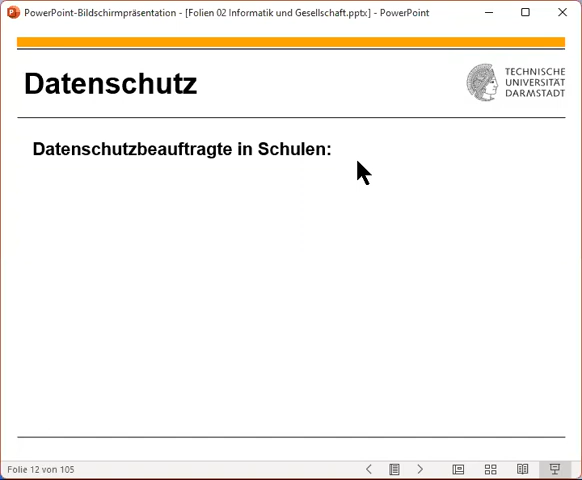 PowerPoint-Bildschirmpräsentation - [Folien 02 Informatik und Gesellschaft.pptx] - PowerPoint
Datenschutz
TECHNISCHE
UNIVERSITÄT
DARMSTADT
Datenschutzbeauftragte in Schulen:
Folie 12 von 105